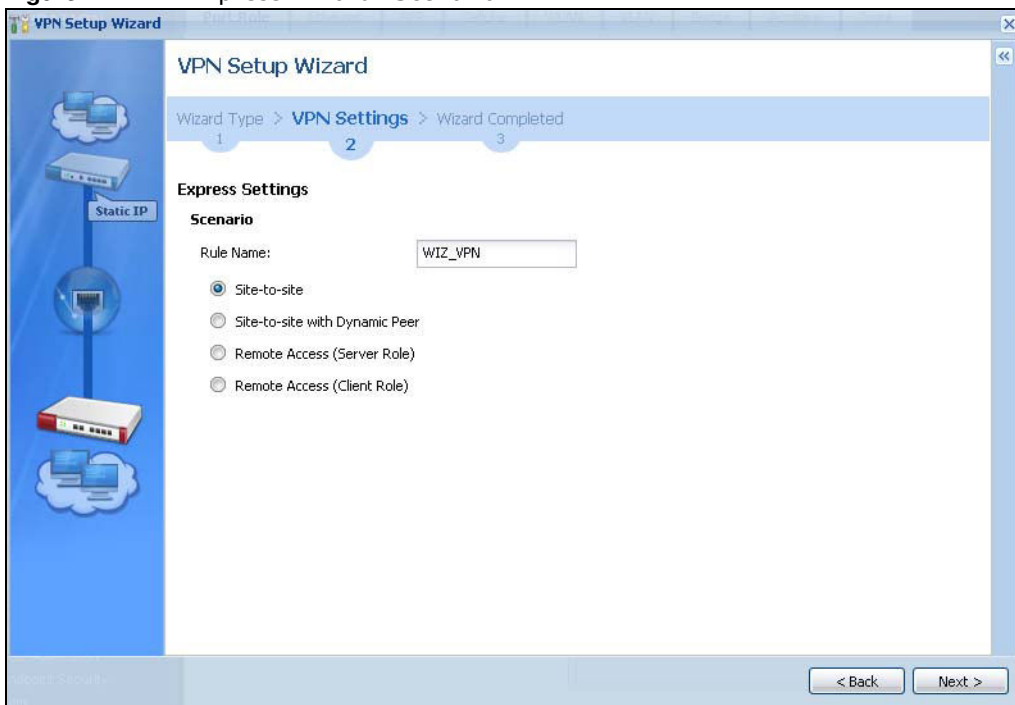 VPN Setup Wizard
VPN Setup Wizard
Wizard Type > VPN Settings > Wizard Completed
1 2 3
Static IP
Express Settings
Scenario
Rule Name: WIZ_VPN
Site-to-site
Site-to-site with Dynamic Peer
Remote Access (Server Role)
Remote Access (Client Role)
< Back Next >